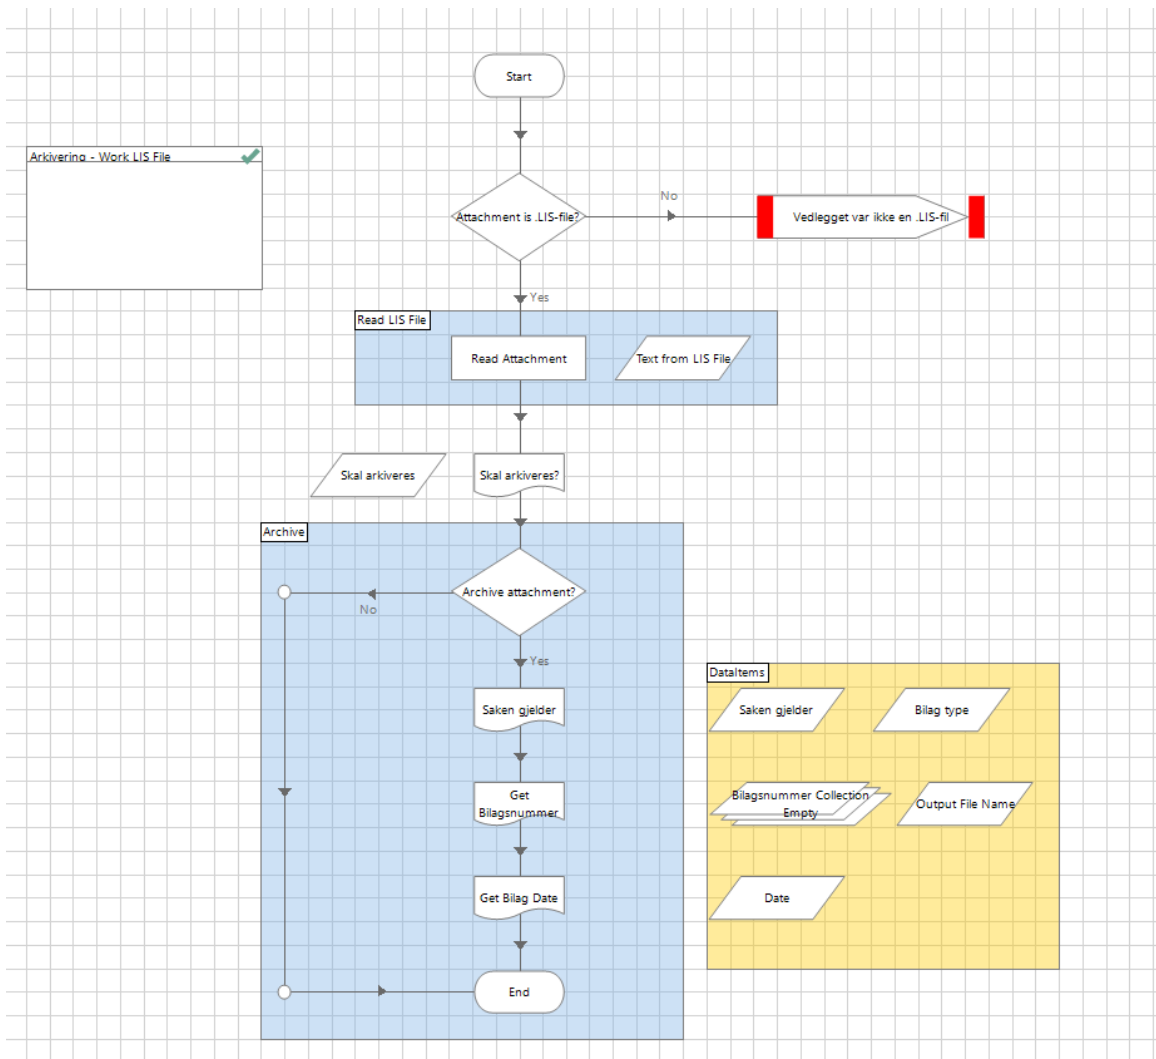 Start
Arkivering - Work LIS File
Attachment is .LIS-file?
No
Vedlegget var ikke en .LIS-fil
Yes
Read LIS File
Read Attachment
Text from LIS File
Skal arkiveres
Skal arkiveres?
Archive
Archive attachment?
No
Yes
Saken gjelder
Get
Bilagsnummer
Get Bilag Date
End
DataItems
Saken gjelder
Bilag type
Bilagsnummer Collection
Empty
Output File Name
Date